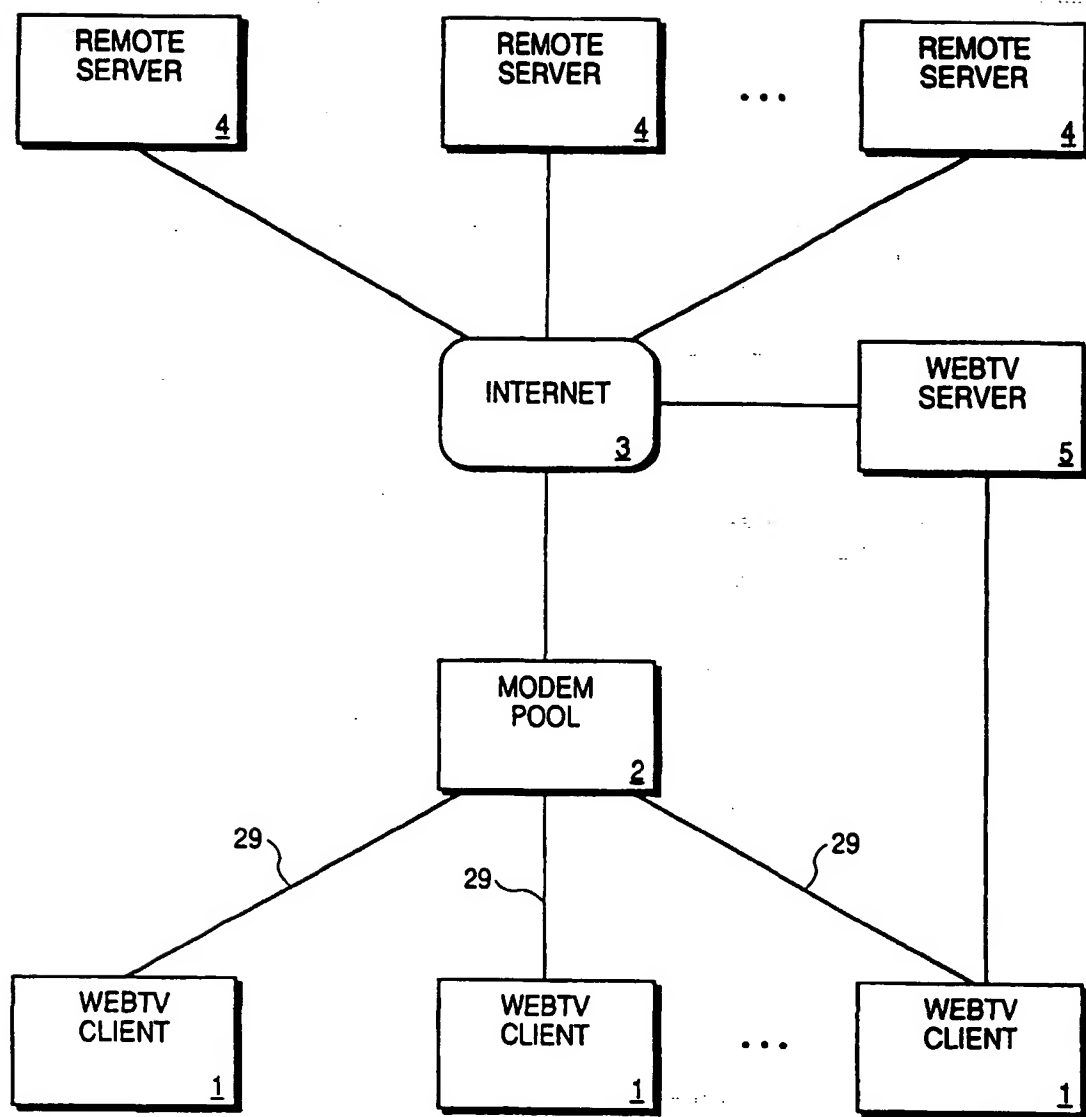 REMOTE
SERVER
4
REMOTE
SERVER
4
...
REMOTE
SERVER
4
INTERNET
3
WEBTV
SERVER
5
MODEM
POOL
2
29
29
29
WEBTV
CLIENT
1
WEBTV
CLIENT
1
...
WEBTV
CLIENT
1